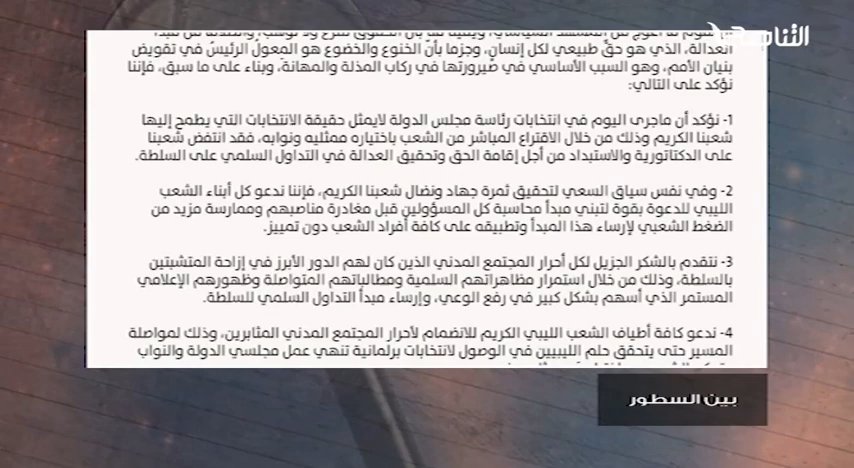 التناصح
العدالة، الذي هو حقٌ طبيعي لكل إنسان، وجزما بأنّ الخنوع والخضوع هو المِعولُ الرئيسُ في تقويض
بنيان الأمم، وهو السبب الأساسي في صيرورتها في ركاب المذلة والمهانة، وبناء على ما سبق، فإننا
نؤكد على التالي:
1- نؤكد أن ماجرى اليوم في انتخابات رئاسة مجلس الدولة لايمثل حقيقة الانتخابات التي يطمح إليها
شعبنا الكريم وذلك من خلال الاقتراع المباشر من الشعب باختياره ممثليه ونوابه، فقد انتفض شعبنا
على الدكتاتورية والاستبداد من أجل إقامة الحق وتحقيق العدالة في التداول السلمي على السلطة.
2- وفي نفس سياق السعي لتحقيق ثمرة جهاد ونضال شعبنا الكريم، فإننا ندعو كل أبناء الشعب
الليبي للدعوة بقوة لتبني مبدأ محاسبة كل المسؤولين قبل مغادرة مناصبهم وممارسة مزيد من
الضغط الشعبي لإرساء هذا المبدأ وتطبيقه على كافة أفراد الشعب دون تمييز.
3- نتقدم بالشكر الجزيل لكل أحرار المجتمع المدني الذين كان لهم الدور الأبرز في إزاحة المتشبتين
بالسلطة، وذلك من خلال استمرار مظاهراتهم السلمية ومطالباتهم المتواصلة وظهورهم الإعلامي
المستمر الذي أسهم بشكل كبير في رفع الوعي، وإرساء مبدأ التداول السلمي للسلطة.
4- ندعو كافة أطياف الشعب الليبي الكريم للانضمام لأحرار المجتمع المدني المثابرين، وذلك لمواصلة
المسير حتى يتحقق حلم الليبيين في الوصول لانتخابات برلمانية تنهي عمل مجلسي الدولة والنواب
بين السطور